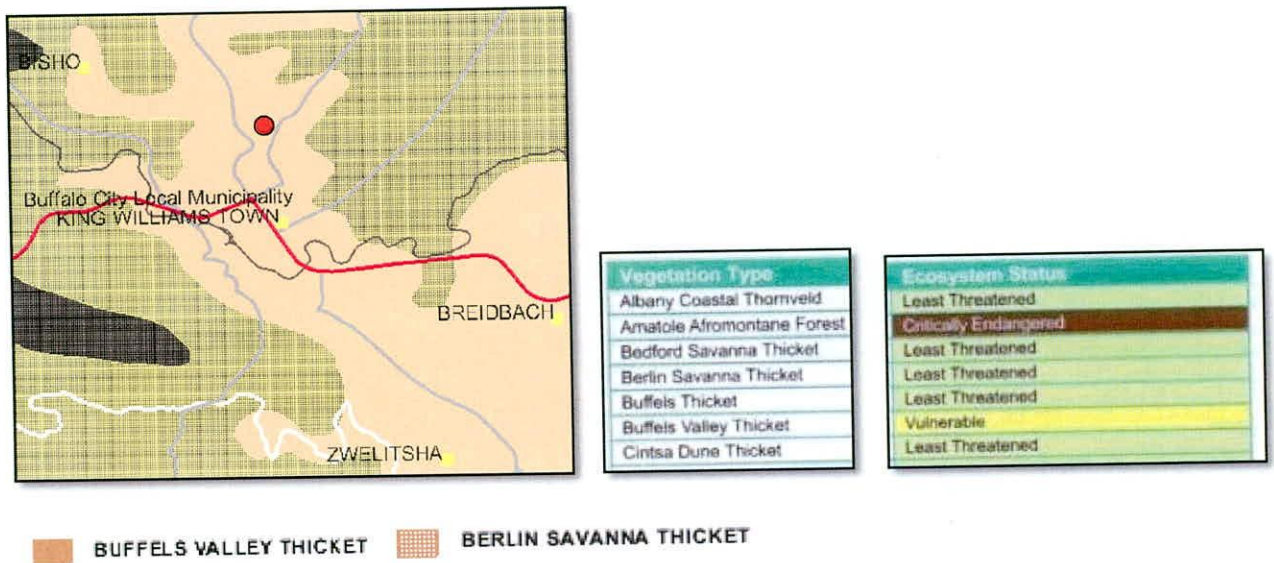 BISHO
Buffalo City Local Municipality
KING WILLIAMS TOWN
BREIDBACH
ZWELITSHA
Vegetation Type
Albany Coastal Thornveld
Amatole Afromontane Forest
Bedford Savanna Thicket
Berlin Savanna Thicket
Buffels Thicket
Buffels Valley Thicket
Cintsa Dune Thicket
Ecosystem Status
Least Threatened
Critically Endangered
Least Threatened
Least Threatened
Least Threatened
Vulnerable
Least Threatened
BUFFELS VALLEY THICKET
BERLIN SAVANNA THICKET